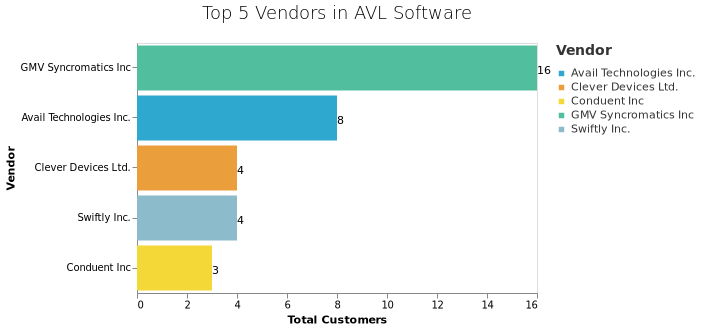 Top 5 Vendors in AVL Software
GMV Syncromatics Inc
16
Avail Technologies Inc.
8
Clever Devices Ltd.
4
Swiftly Inc.
4
Conduent Inc
3
Vendor
0 2 4 6 8 10 12 14 16
Total Customers
Vendor
Avail Technologies Inc.
Clever Devices Ltd.
Conduent Inc
GMV Syncromatics Inc
Swiftly Inc.